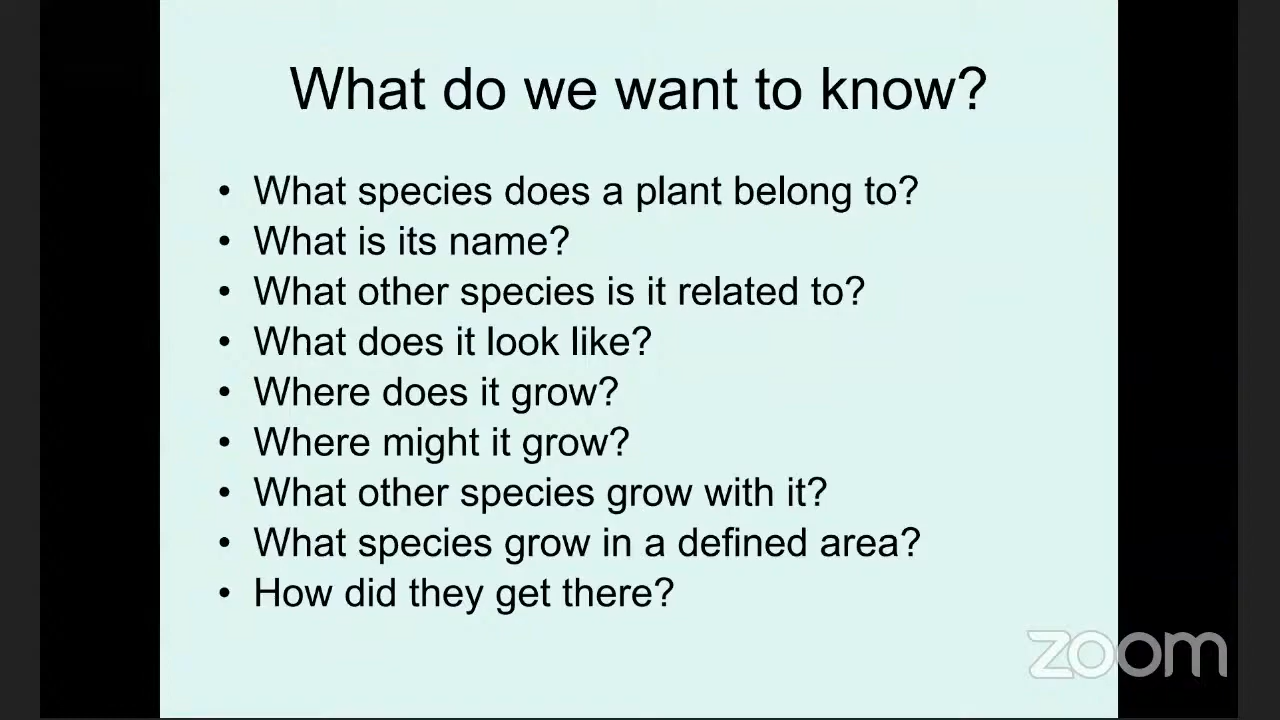 What do we want to know?
• What species does a plant belong to?
• What is its name?
• What other species is it related to?
• What does it look like?
• Where does it grow?
• Where might it grow?
• What other species grow with it?
• What species grow in a defined area?
• How did they get there?
zoom